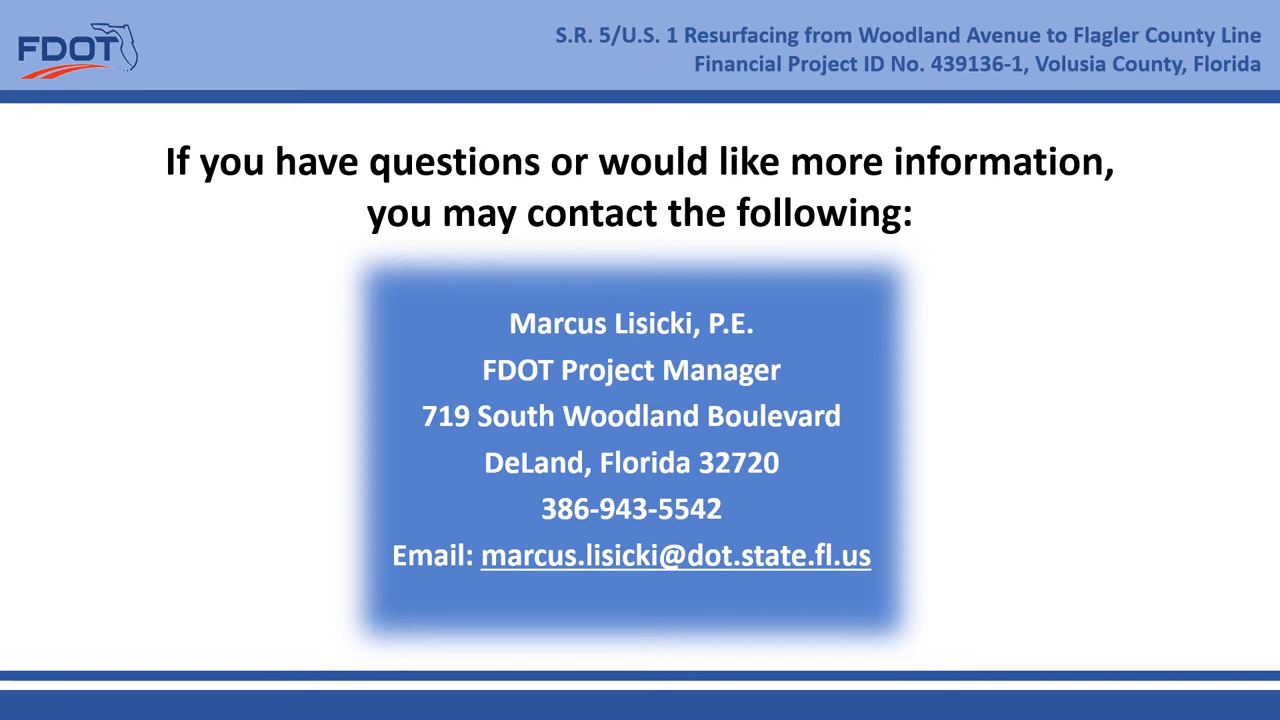 FDOT
S.R. 5/U.S. 1 Resurfacing from Woodland Avenue to Flagler County Line
Financial Project ID No. 439136-1, Volusia County, Florida
If you have questions or would like more information,
you may contact the following:
Marcus Lisicki, P.E.
FDOT Project Manager
719 South Woodland Boulevard
DeLand, Florida 32720
386-943-5542
Email: marcus.lisicki@dot.state.fl.us